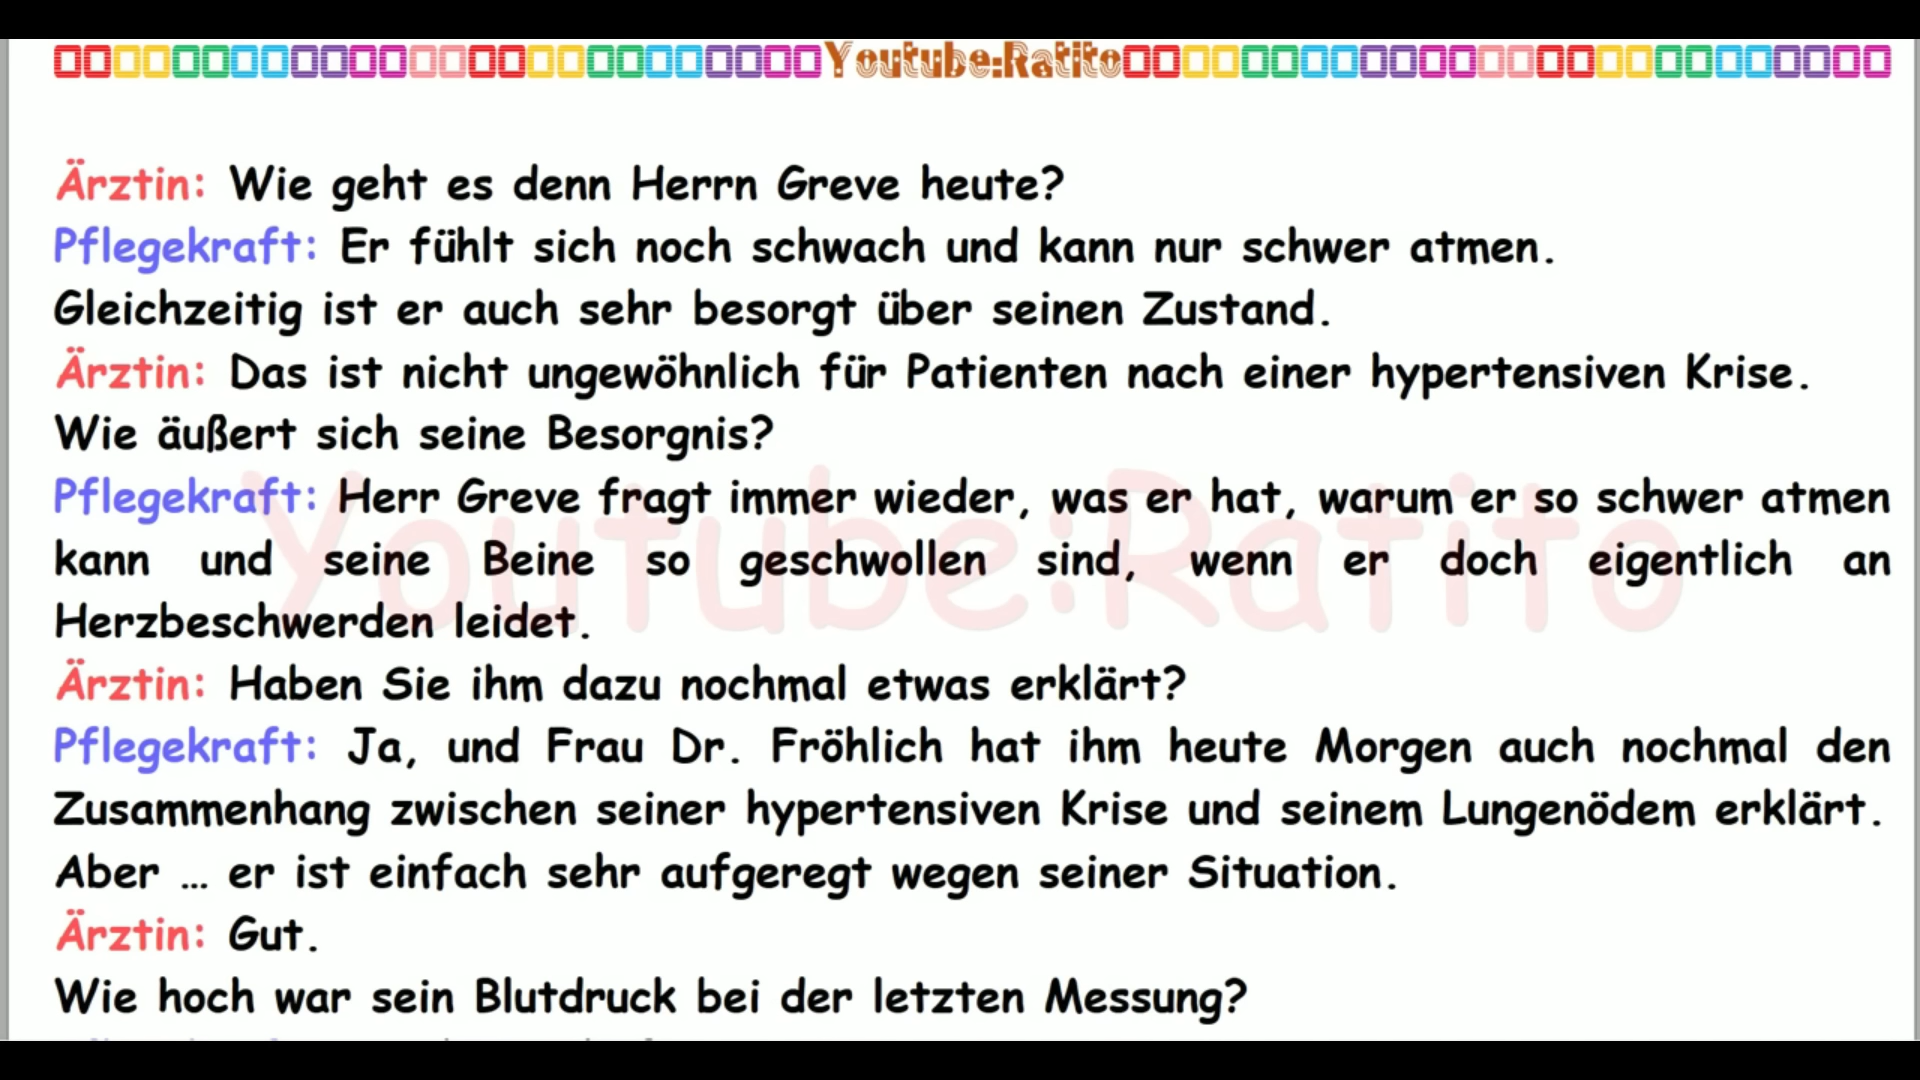 Youtube:Ratito
Ärztin: Wie geht es denn Herrn Greve heute?
Pflegekraft: Er fühlt sich noch schwach und kann nur schwer atmen.
Gleichzeitig ist er auch sehr besorgt über seinen Zustand.
Ärztin: Das ist nicht ungewöhnlich für Patienten nach einer hypertensiven Krise.
Wie äußert sich seine Besorgnis?
Pflegekraft: Herr Greve fragt immer wieder, was er hat, warum er so schwer atmen
kann und seine Beine so geschwollen sind, wenn er doch eigentlich an
Herzbeschwerden leidet.
Youtube:Ratito
Ärztin: Haben Sie ihm dazu nochmal etwas erklärt?
Pflegekraft: Ja, und Frau Dr. Fröhlich hat ihm heute Morgen auch nochmal den
Zusammenhang zwischen seiner hypertensiven Krise und seinem Lungenödem erklärt.
Aber … er ist einfach sehr aufgeregt wegen seiner Situation.
Ärztin: Gut.
Wie hoch war sein Blutdruck bei der letzten Messung?